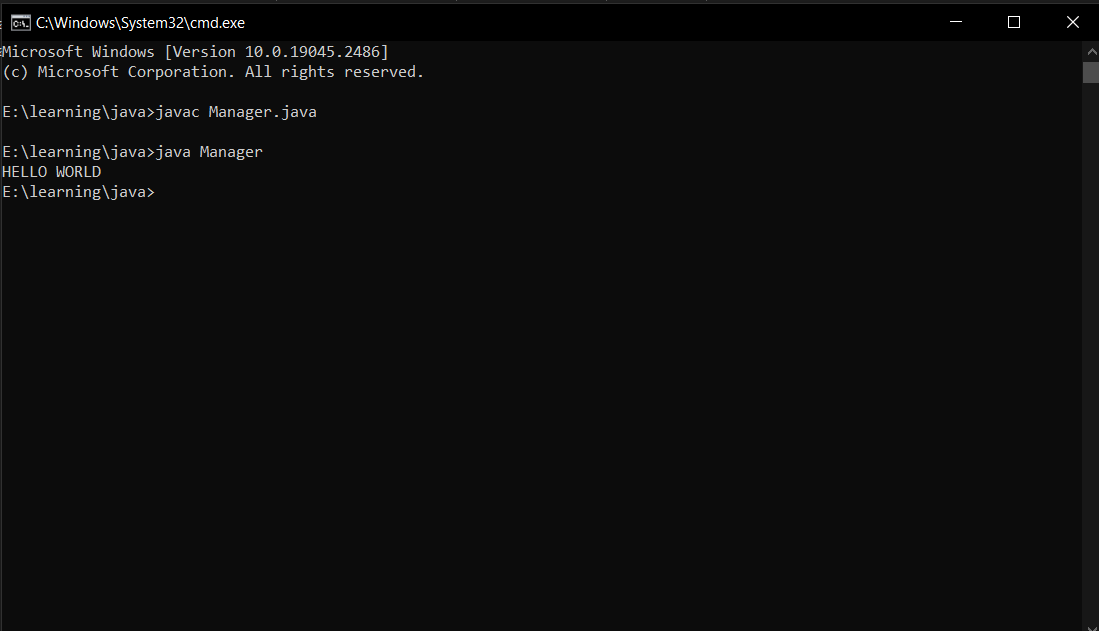 C:\Windows\System32\cmd.exe
Microsoft Windows [Version 10.0.19045.2486]
(c) Microsoft Corporation. All rights reserved.
E:\learning\java>javac Manager.java
E:\learning\java>java Manager
HELLO WORLD
E:\learning\java>